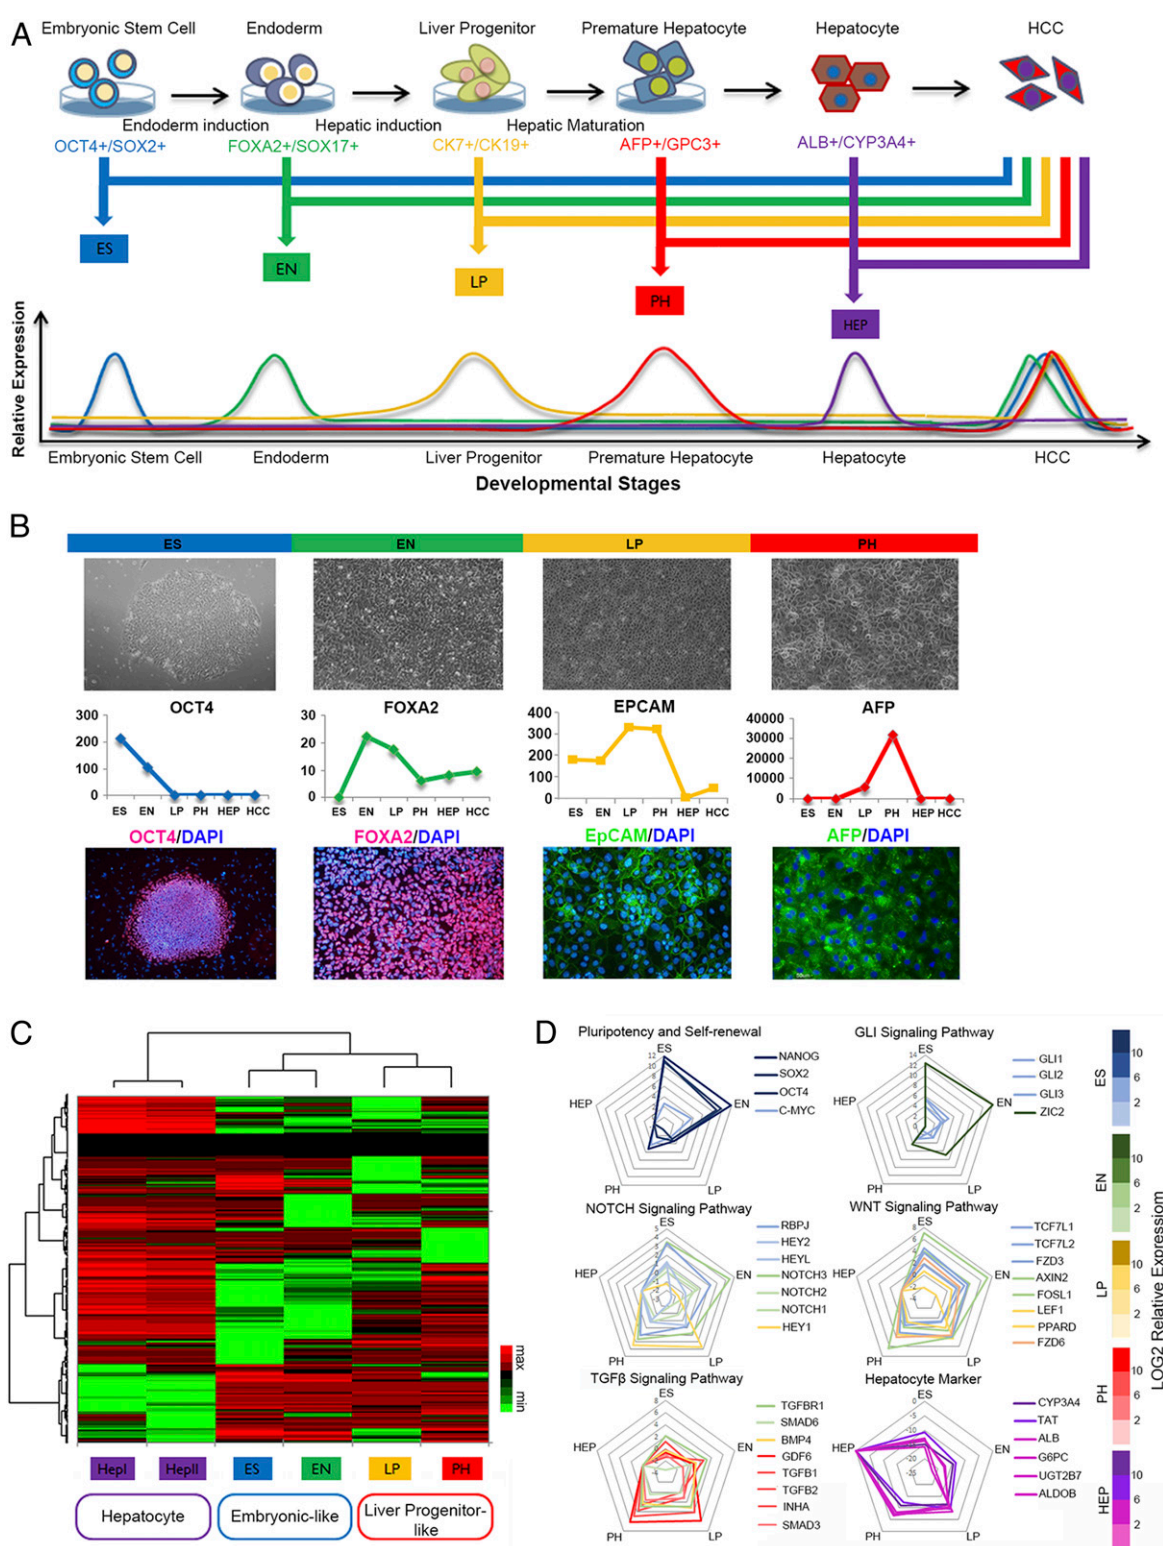 A
Embryonic Stem Cell Endoderm Liver Progenitor Premature Hepatocyte Hepatocyte HCC
Endoderm induction Hepatic induction Hepatic Maturation
OCT4+/SOX2+ FOXA2+/SOX17+ CK7+/CK19+ AFP+/GPC3+ ALB+/CYP3A4+
ES
EN
LP
PH
HEP
Relative Expression
Embryonic Stem Cell Endoderm Liver Progenitor Premature Hepatocyte Hepatocyte HCC
Developmental Stages
B
ES EN LP PH
OCT4
300
200
100
0
ES EN LP PH HEP HCC
FOXA2
30
20
10
0
ES EN LP PH HEP HCC
EPCAM
400
300
200
100
0
ES EN LP PH HEP HCC
AFP
40000
30000
20000
10000
0
ES EN LP PH HEP HCC
OCT4/DAPI FOXA2/DAPI EpCAM/DAPI AFP/DAPI
C
max
min
HepI HepII ES EN LP PH
Hepatocyte
Embryonic-like
Liver Progenitor-
like
D
Pluripotency and Self-renewal
ES
EN
LP
PH
HEP
NANOG
SOX2
OCT4
C-MYC
GLI Signaling Pathway
ES
EN
LP
PH
HEP
GLI1
GLI2
GLI3
ZIC2
NOTCH Signaling Pathway
ES
EN
LP
PH
HEP
RBPJ
HEY2
HEYL
NOTCH3
NOTCH2
NOTCH1
HEY1
WNT Signaling Pathway
ES
EN
LP
PH
HEP
TCF7L1
TCF7L2
FZD3
AXIN2
FOSL1
LEF1
PPARD
FZD6
TGFβ Signaling Pathway
ES
EN
LP
PH
HEP
TGFBR1
SMAD6
BMP4
GDF6
TGFB1
TGFB2
INHA
SMAD3
Hepatocyte Marker
ES
EN
LP
PH
HEP
CYP3A4
TAT
ALB
G6PC
UGT2B7
ALDOB
ES
10
6
2
EN
10
6
2
LP
10
6
2
PH
10
6
2
HEP
10
6
2
LOG2 Relative Expression